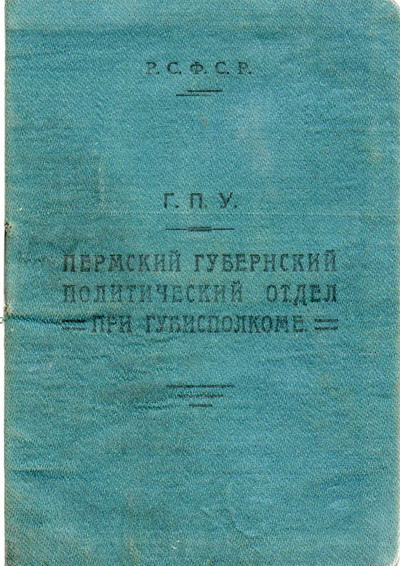 Р. С. Ф. С. Р.
Г. П. У.
ПЕРМСКИЙ ГУБЕРНСКИЙ
ПОЛИТИЧЕСКИЙ ОТДЕЛ
ПРИ ГУБИСПОЛКОМЕ.